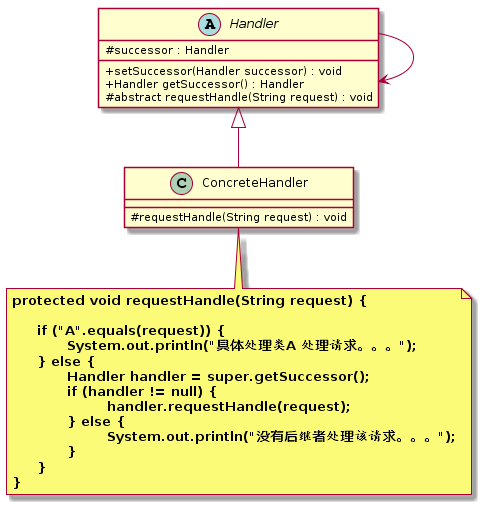 A Handler
#successor : Handler
+setSuccessor(Handler successor) : void
+Handler getSuccessor() : Handler
#abstract requestHandle(String request) : void
C ConcreteHandler
#requestHandle(String request) : void
protected void requestHandle(String request) {
if ("A".equals(request)) {
System.out.println("具体处理类A 处理请求。。。");
} else {
Handler handler = super.getSuccessor();
if (handler != null) {
handler.requestHandle(request);
} else {
System.out.println("没有后继者处理该请求。。。");
}
}
}